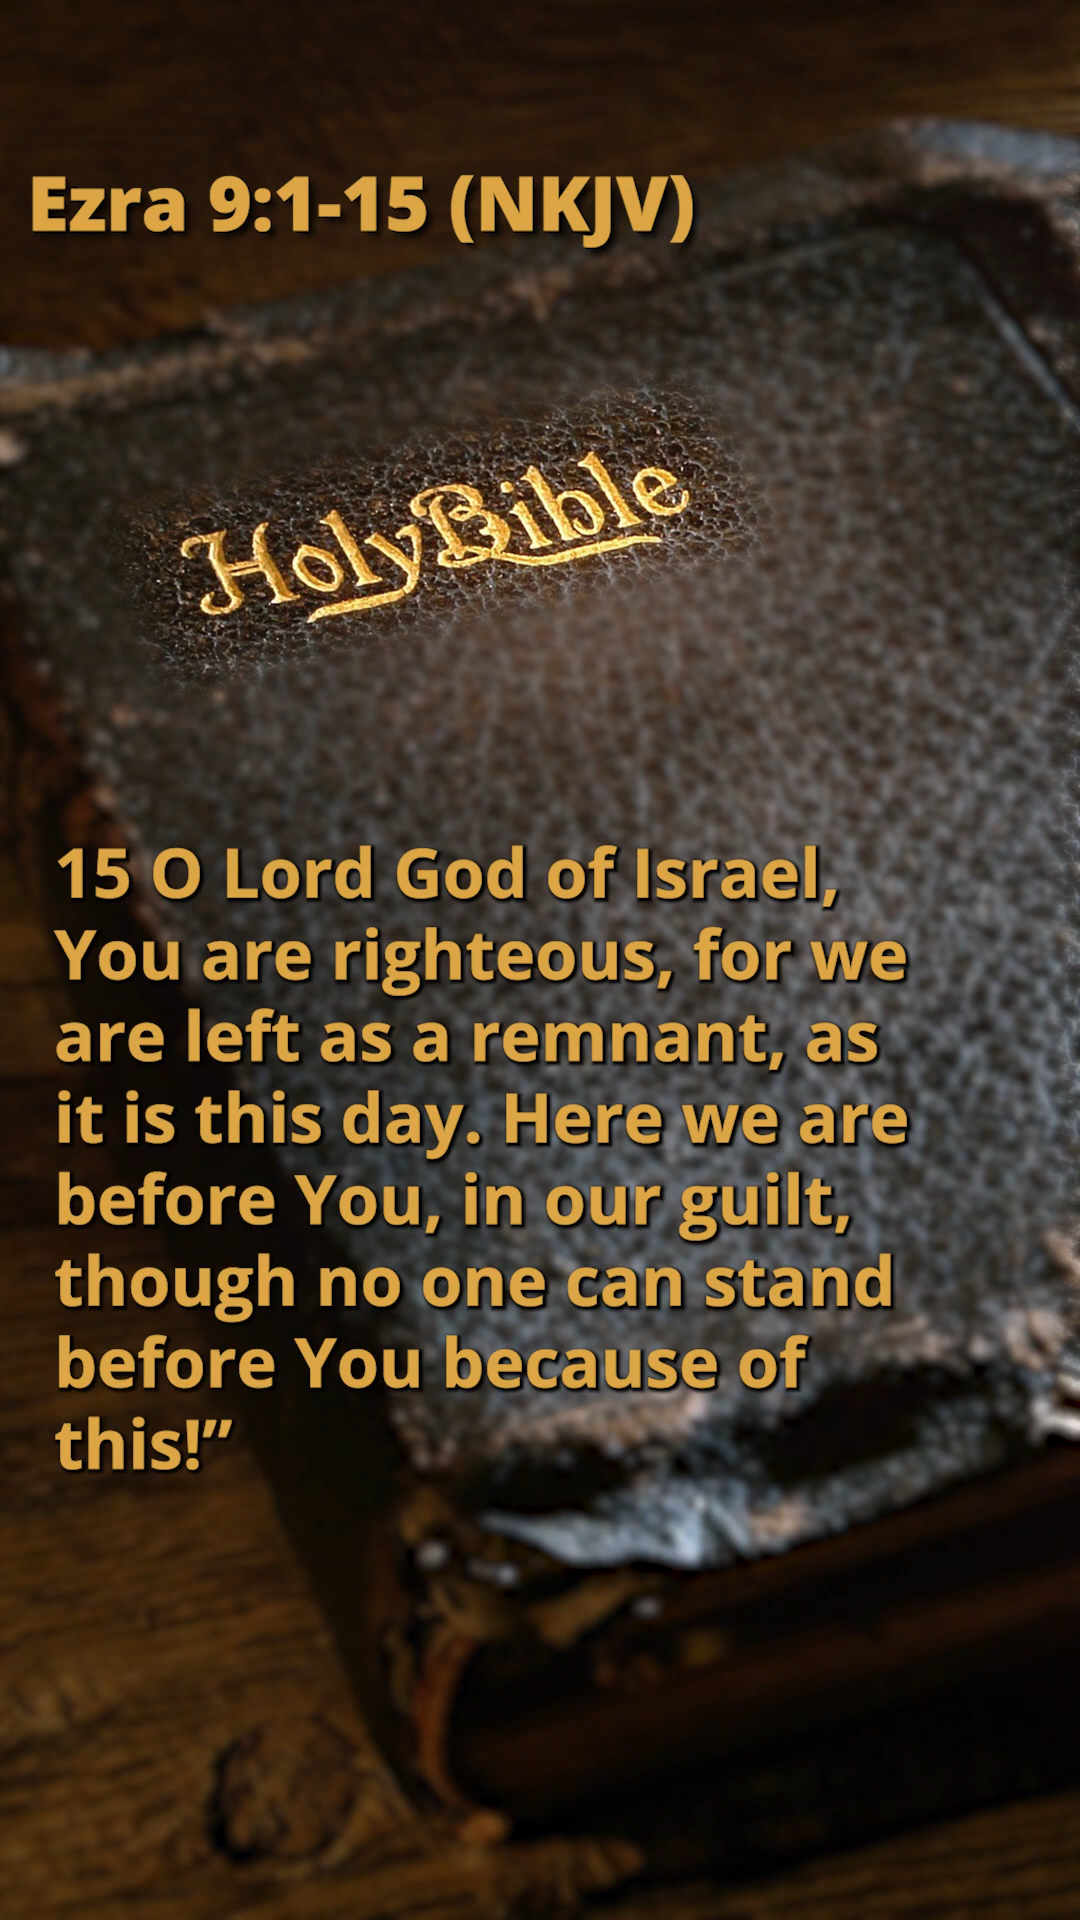 Ezra 9:1-15 (NKJV)
Holy Bible
15 O Lord God of Israel,
You are righteous, for we
are left as a remnant, as
it is this day. Here we are
before You, in our guilt,
though no one can stand
before You because of
this!”